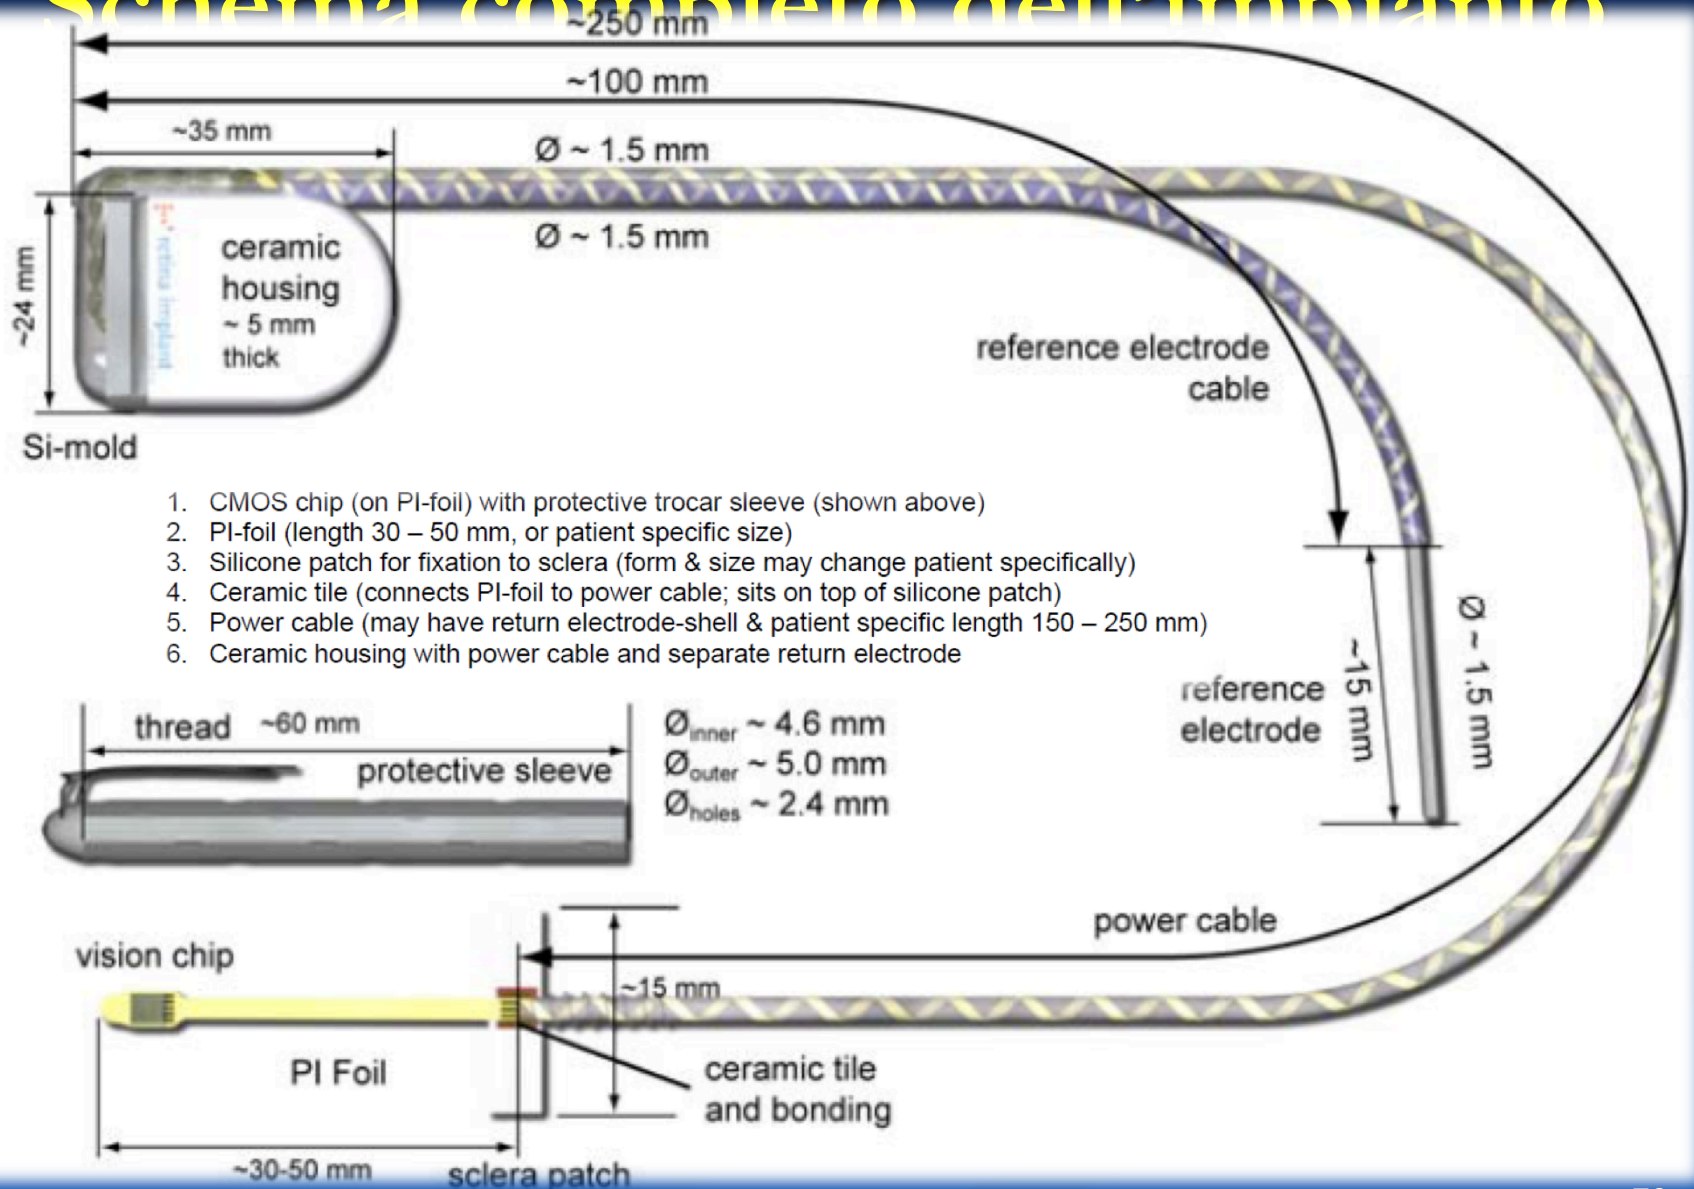 Schema completo dell'impianto
~250 mm
~100 mm
~35 mm
Ø ~ 1.5 mm
Ø ~ 1.5 mm
~24 mm
retina implant
ceramic
housing
~ 5 mm
thick
Si-mold
reference electrode
cable
1. CMOS chip (on PI-foil) with protective trocar sleeve (shown above)
2. PI-foil (length 30 – 50 mm, or patient specific size)
3. Silicone patch for fixation to sclera (form & size may change patient specifically)
4. Ceramic tile (connects PI-foil to power cable; sits on top of silicone patch)
5. Power cable (may have return electrode-shell & patient specific length 150 – 250 mm)
6. Ceramic housing with power cable and separate return electrode
reference
electrode
~15 mm
Ø ~ 1.5 mm
thread ~60 mm
protective sleeve
Øinner ~ 4.6 mm
Øouter ~ 5.0 mm
Øholes ~ 2.4 mm
power cable
vision chip
~15 mm
PI Foil
ceramic tile
and bonding
~30-50 mm
sclera patch